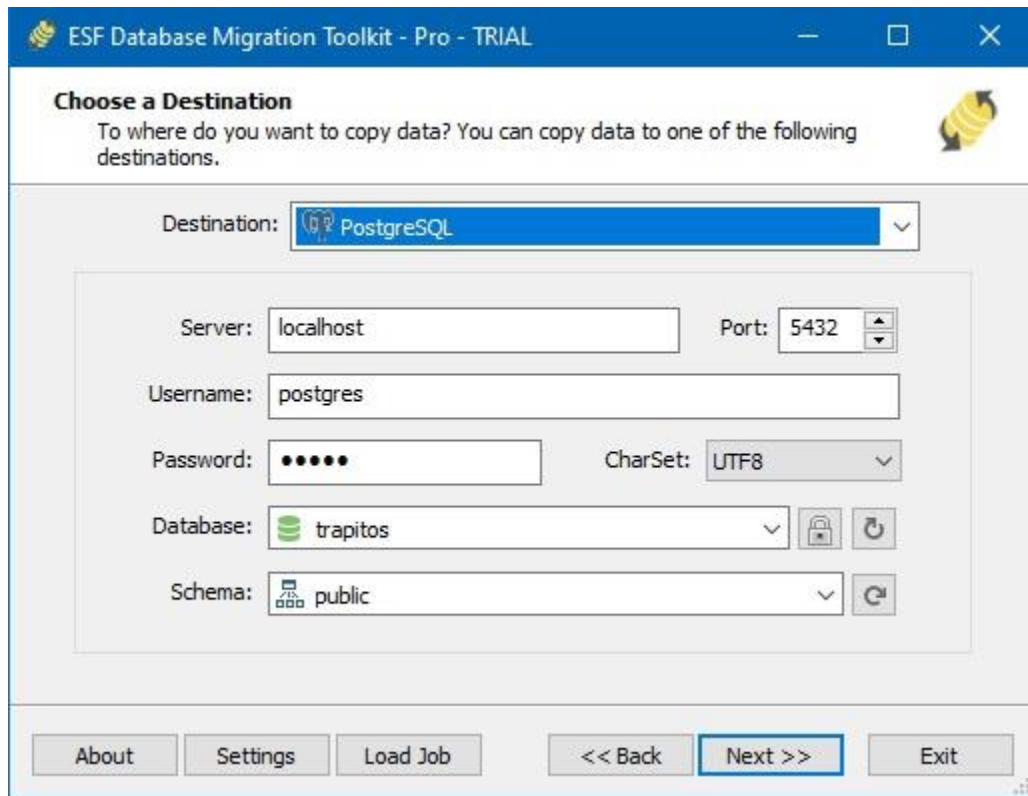 ESF Database Migration Toolkit - Pro - TRIAL
Choose a Destination
To where do you want to copy data? You can copy data to one of the following
destinations.
Destination: PostgreSQL
Server: localhost Port: 5432
Username: postgres
Password: ••••• CharSet: UTF8
Database: trapitos
Schema: public
About Settings Load Job << Back Next >> Exit